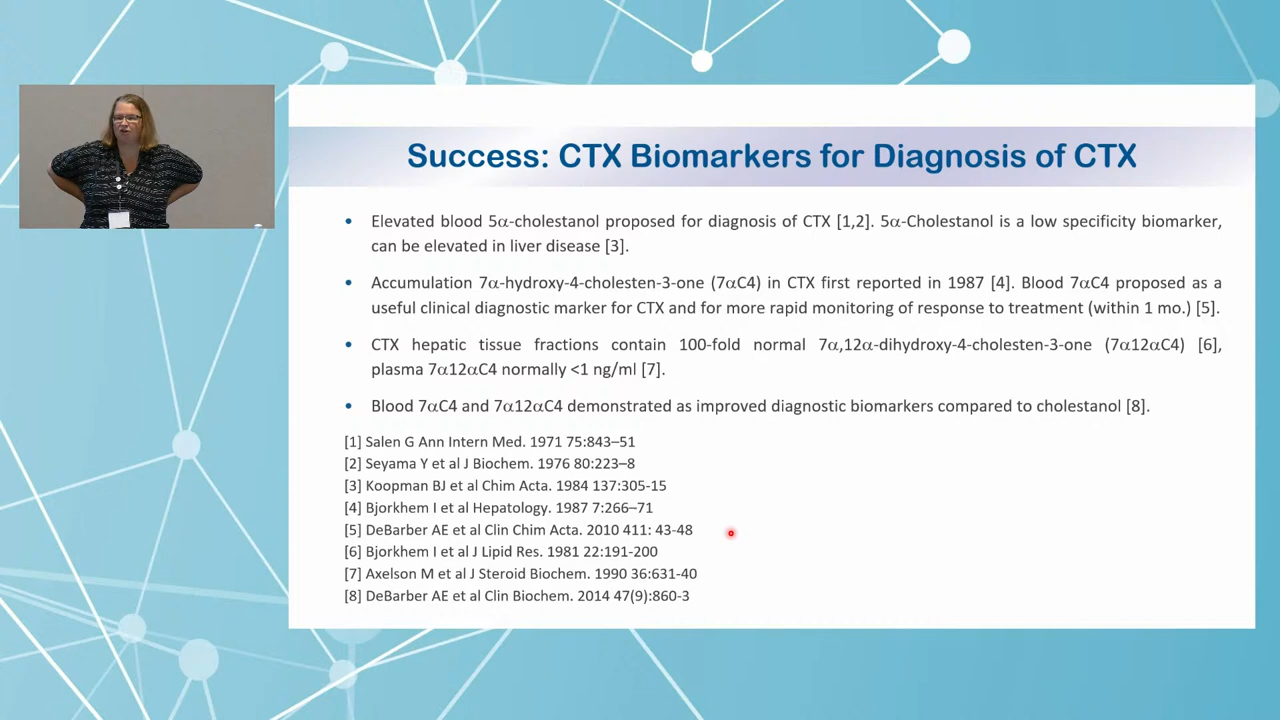 Success: CTX Biomarkers for Diagnosis of CTX
• Elevated blood 5α-cholestanol proposed for diagnosis of CTX [1,2]. 5α-Cholestanol is a low specificity biomarker,
can be elevated in liver disease [3].
• Accumulation 7α-hydroxy-4-cholesten-3-one (7αC4) in CTX first reported in 1987 [4]. Blood 7αC4 proposed as a
useful clinical diagnostic marker for CTX and for more rapid monitoring of response to treatment (within 1 mo.) [5].
• CTX hepatic tissue fractions contain 100-fold normal 7α,12α-dihydroxy-4-cholesten-3-one (7α12αC4) [6],
plasma 7α12αC4 normally <1 ng/ml [7].
• Blood 7αC4 and 7α12αC4 demonstrated as improved diagnostic biomarkers compared to cholestanol [8].
[1] Salen G Ann Intern Med. 1971 75:843–51
[2] Seyama Y et al J Biochem. 1976 80:223–8
[3] Koopman BJ et al Chim Acta. 1984 137:305-15
[4] Bjorkhem I et al Hepatology. 1987 7:266–71
[5] DeBarber AE et al Clin Chim Acta. 2010 411: 43-48
[6] Bjorkhem I et al J Lipid Res. 1981 22:191-200
[7] Axelson M et al J Steroid Biochem. 1990 36:631-40
[8] DeBarber AE et al Clin Biochem. 2014 47(9):860-3